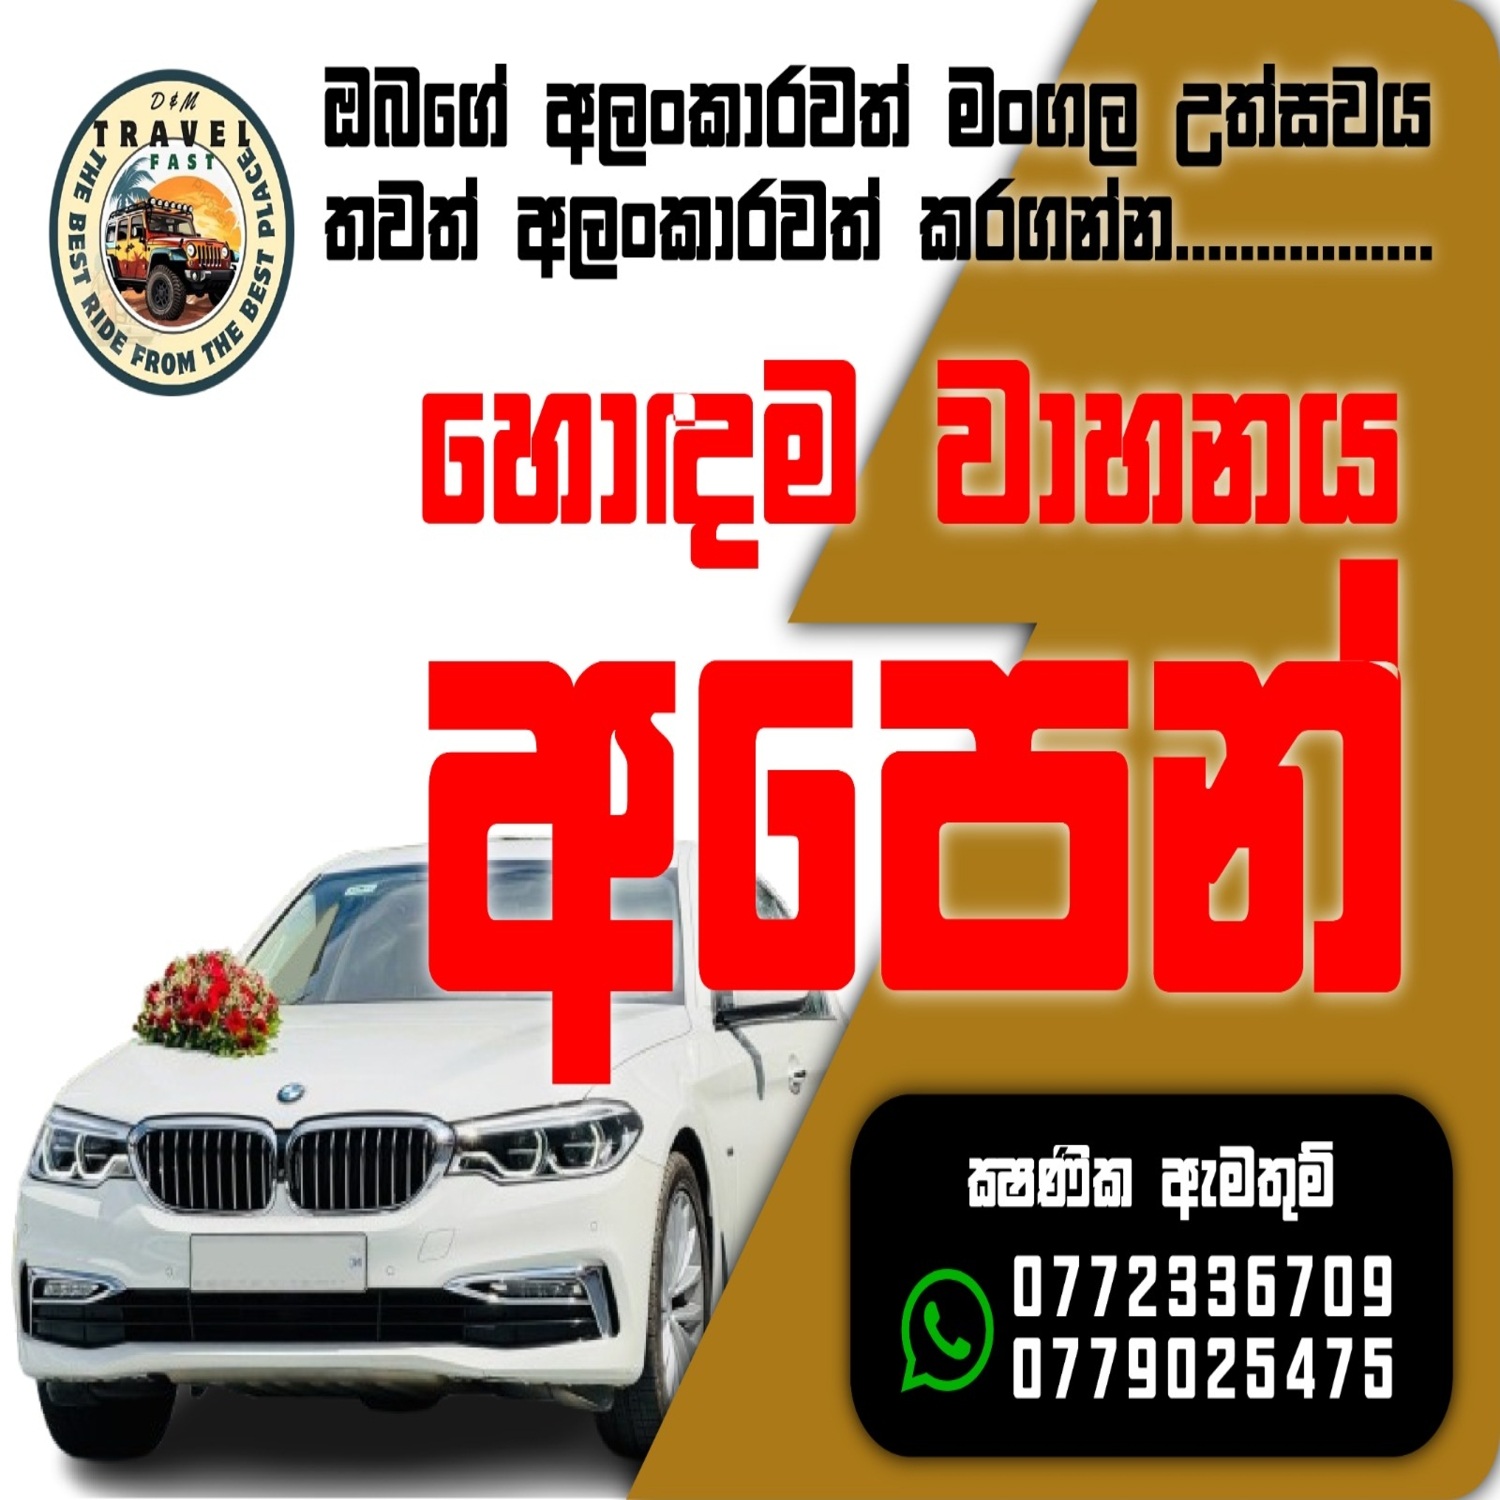 D & M
TRAVEL
FAST
THE BEST RIDE FROM THE BEST PLACE
ඔබගේ අලංකාරවත් මංගල උත්සවය
තවත් අලංකාරවත් කරගන්න................
හොඳම වාහනය
අපෙන්
ක්‍ෂණික ඇමතුම්
0772336709
0779025475